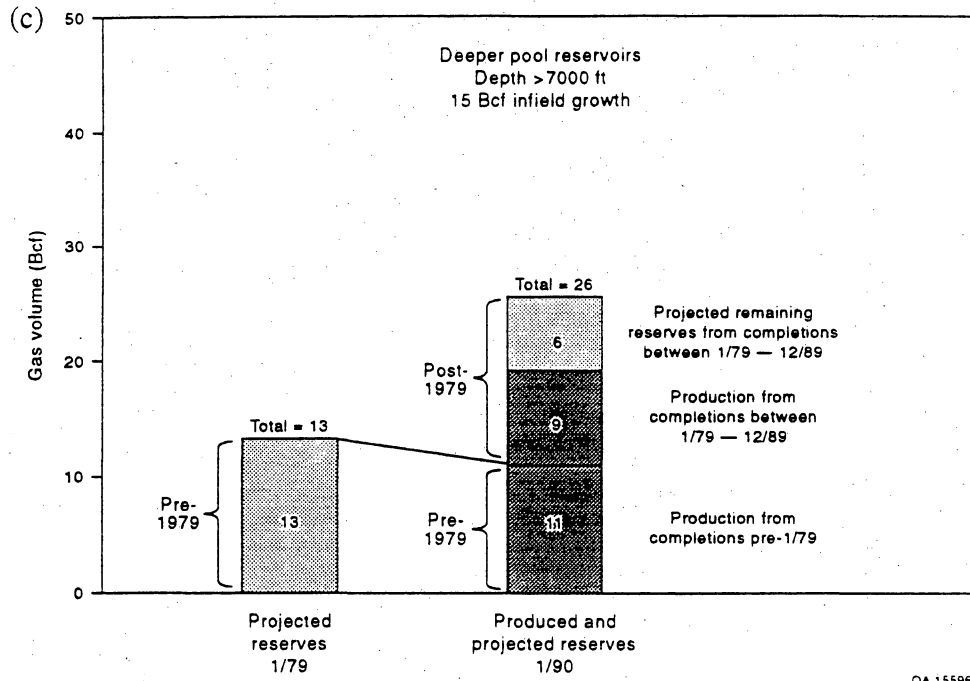 (c)
50
40
30
20
10
0
Gas volume (Bcf)
Deeper pool reservoirs
Depth >7000 ft
15 Bcf infield growth
Total = 13
Pre-
1979
13
Total = 26
Post-
1979
Pre-
1979
6
9
11
Projected remaining
reserves from completions
between 1/79 — 12/89
Production from
completions between
1/79 — 12/89
Production from
completions pre-1/79
Projected
reserves
1/79
Produced and
projected reserves
1/90
QA 15596